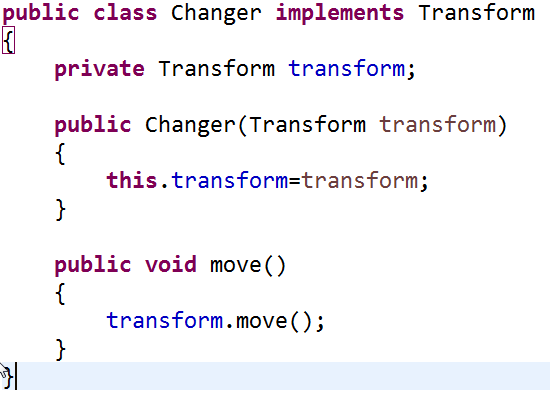 public class Changer implements Transform
{
    private Transform transform;

    public Changer(Transform transform)
    {
        this.transform=transform;
    }

    public void move()
    {
        transform.move();
    }
}